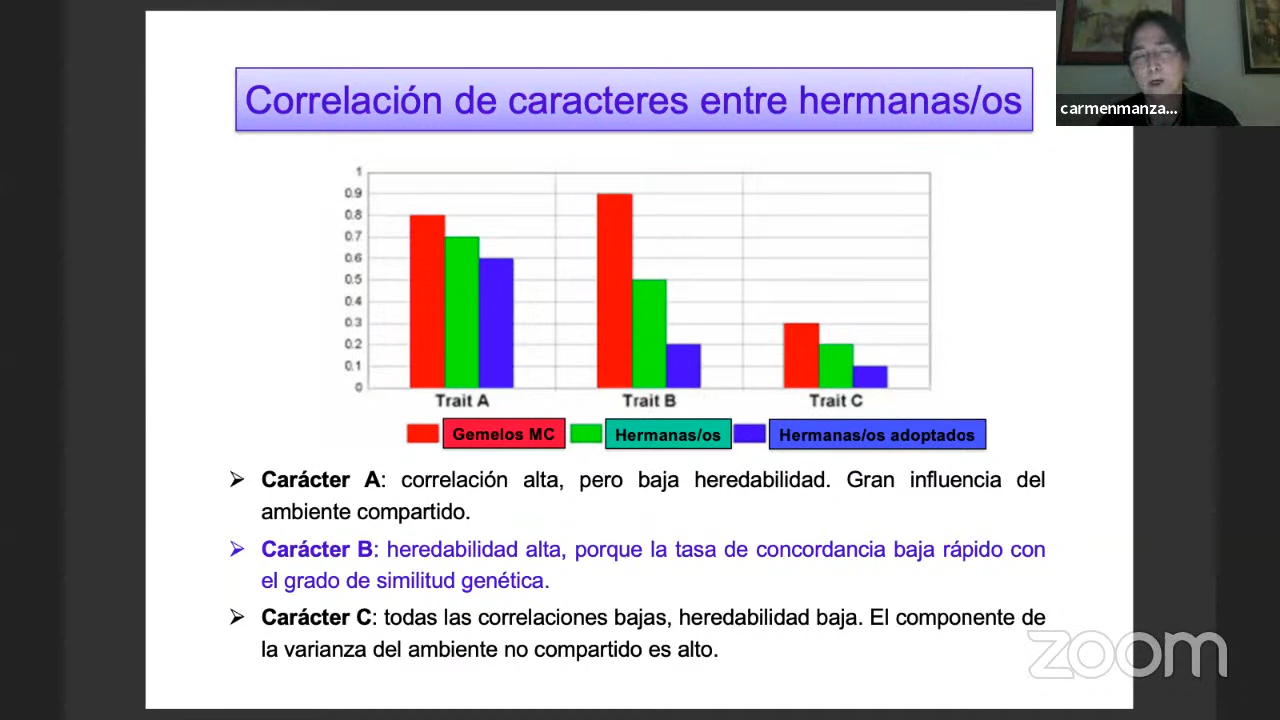 Correlación de caracteres entre hermanas/os
carmenmanza...
1
0.9
0.8
0.7
0.6
0.5
0.4
0.3
0.2
0.1
0
Trait A
Trait B
Trait C
Gemelos MC
Hermanas/os
Hermanas/os adoptados
Carácter A: correlación alta, pero baja heredabilidad. Gran influencia del
ambiente compartido.
Carácter B: heredabilidad alta, porque la tasa de concordancia baja rápido con
el grado de similitud genética.
Carácter C: todas las correlaciones bajas, heredabilidad baja. El componente de
la varianza del ambiente no compartido es alto.
zoom